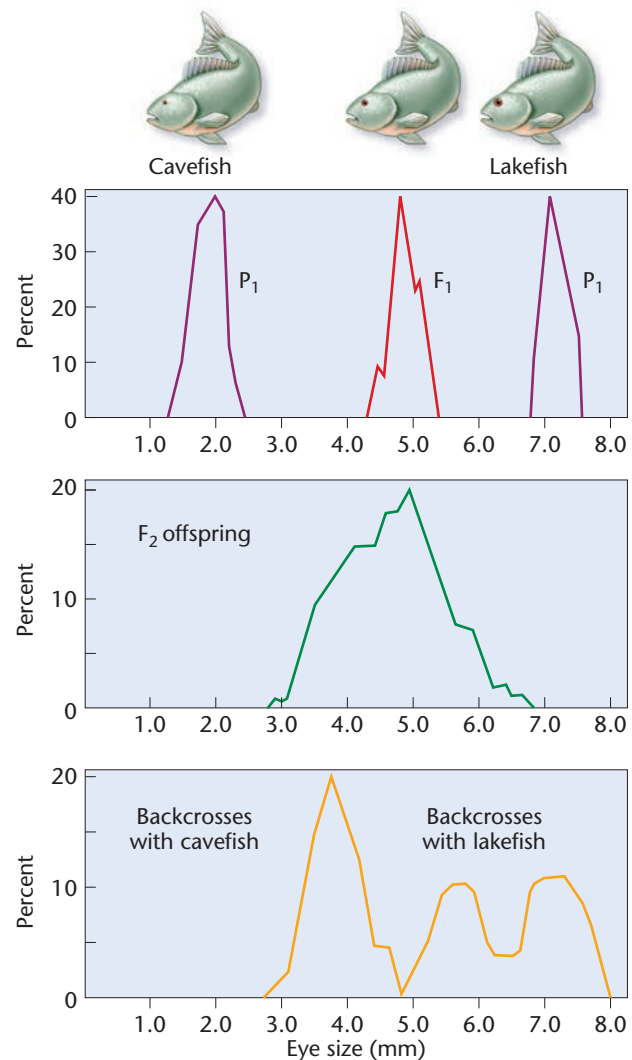 Cavefish Lakefish
40
30
20
10
0
Percent
P1 F1 P1
1.0 2.0 3.0 4.0 5.0 6.0 7.0 8.0
20
10
0
Percent
F2 offspring
1.0 2.0 3.0 4.0 5.0 6.0 7.0 8.0
20
10
0
Percent
Backcrosses
with cavefish
Backcrosses
with lakefish
1.0 2.0 3.0 4.0 5.0 6.0 7.0 8.0
Eye size (mm)